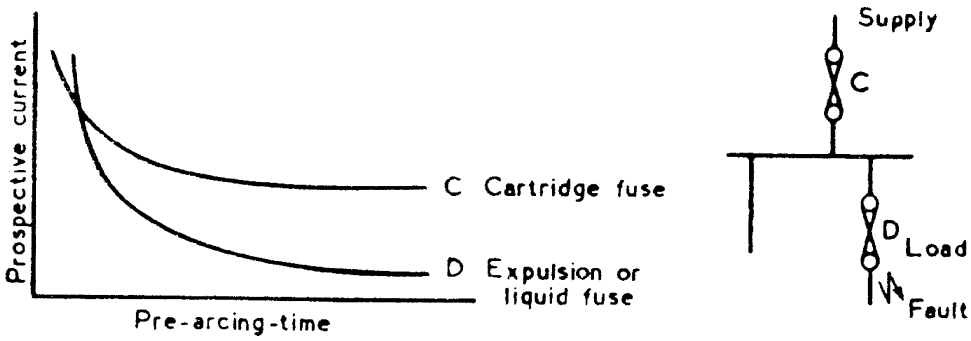 Prospective current
C Cartridge fuse
D Expulsion or
liquid fuse
Pre-arcing-time
Supply
C
D
Load
Fault